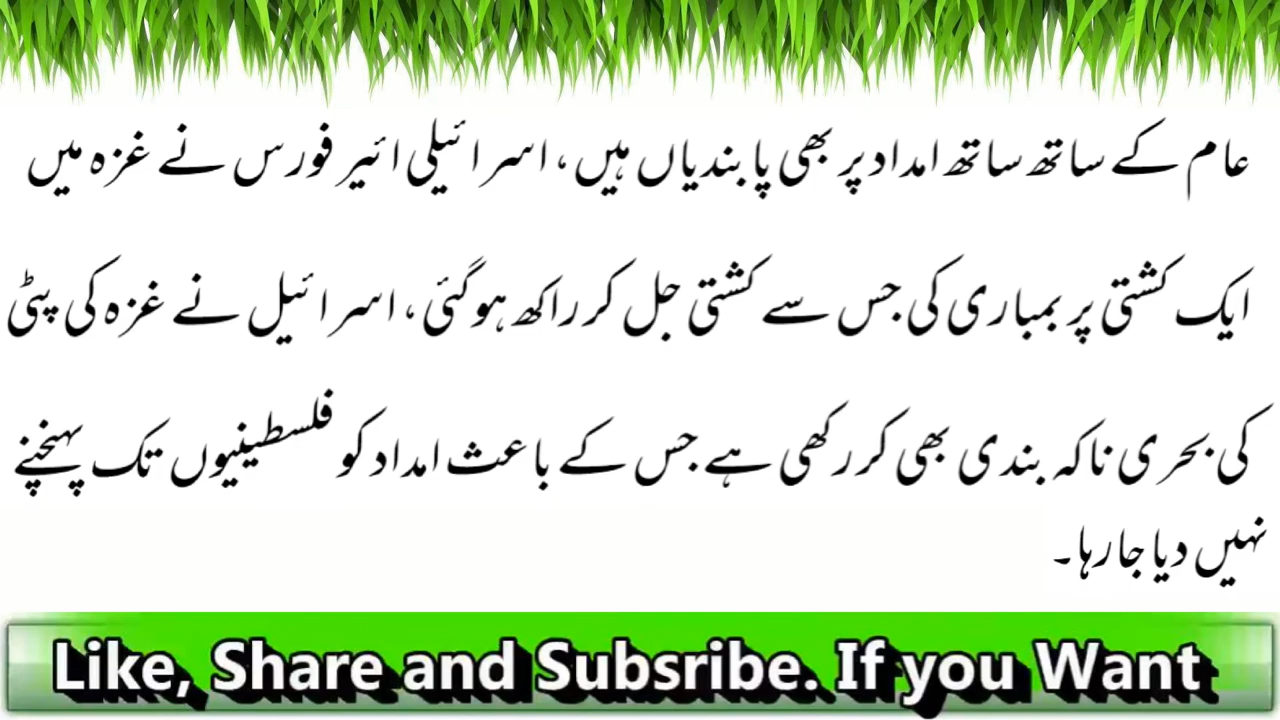 عام کے ساتھ ساتھ امداد پر بھی پابندیاں ہیں، اسرائیلی ائیر فورس نے غزہ میں
ایک کشتی پر بمباری کی جس سے کشتی جل کر راکھ ہوگئی، اسرائیل نے غزہ کی پٹی
کی بحری ناکہ بندی بھی کر رکھی ہے جس کے باعث امداد کو فلسطینیوں تک پہنچنے
نہیں دیا جارہا۔
Like, Share and Subsribe. If you Want